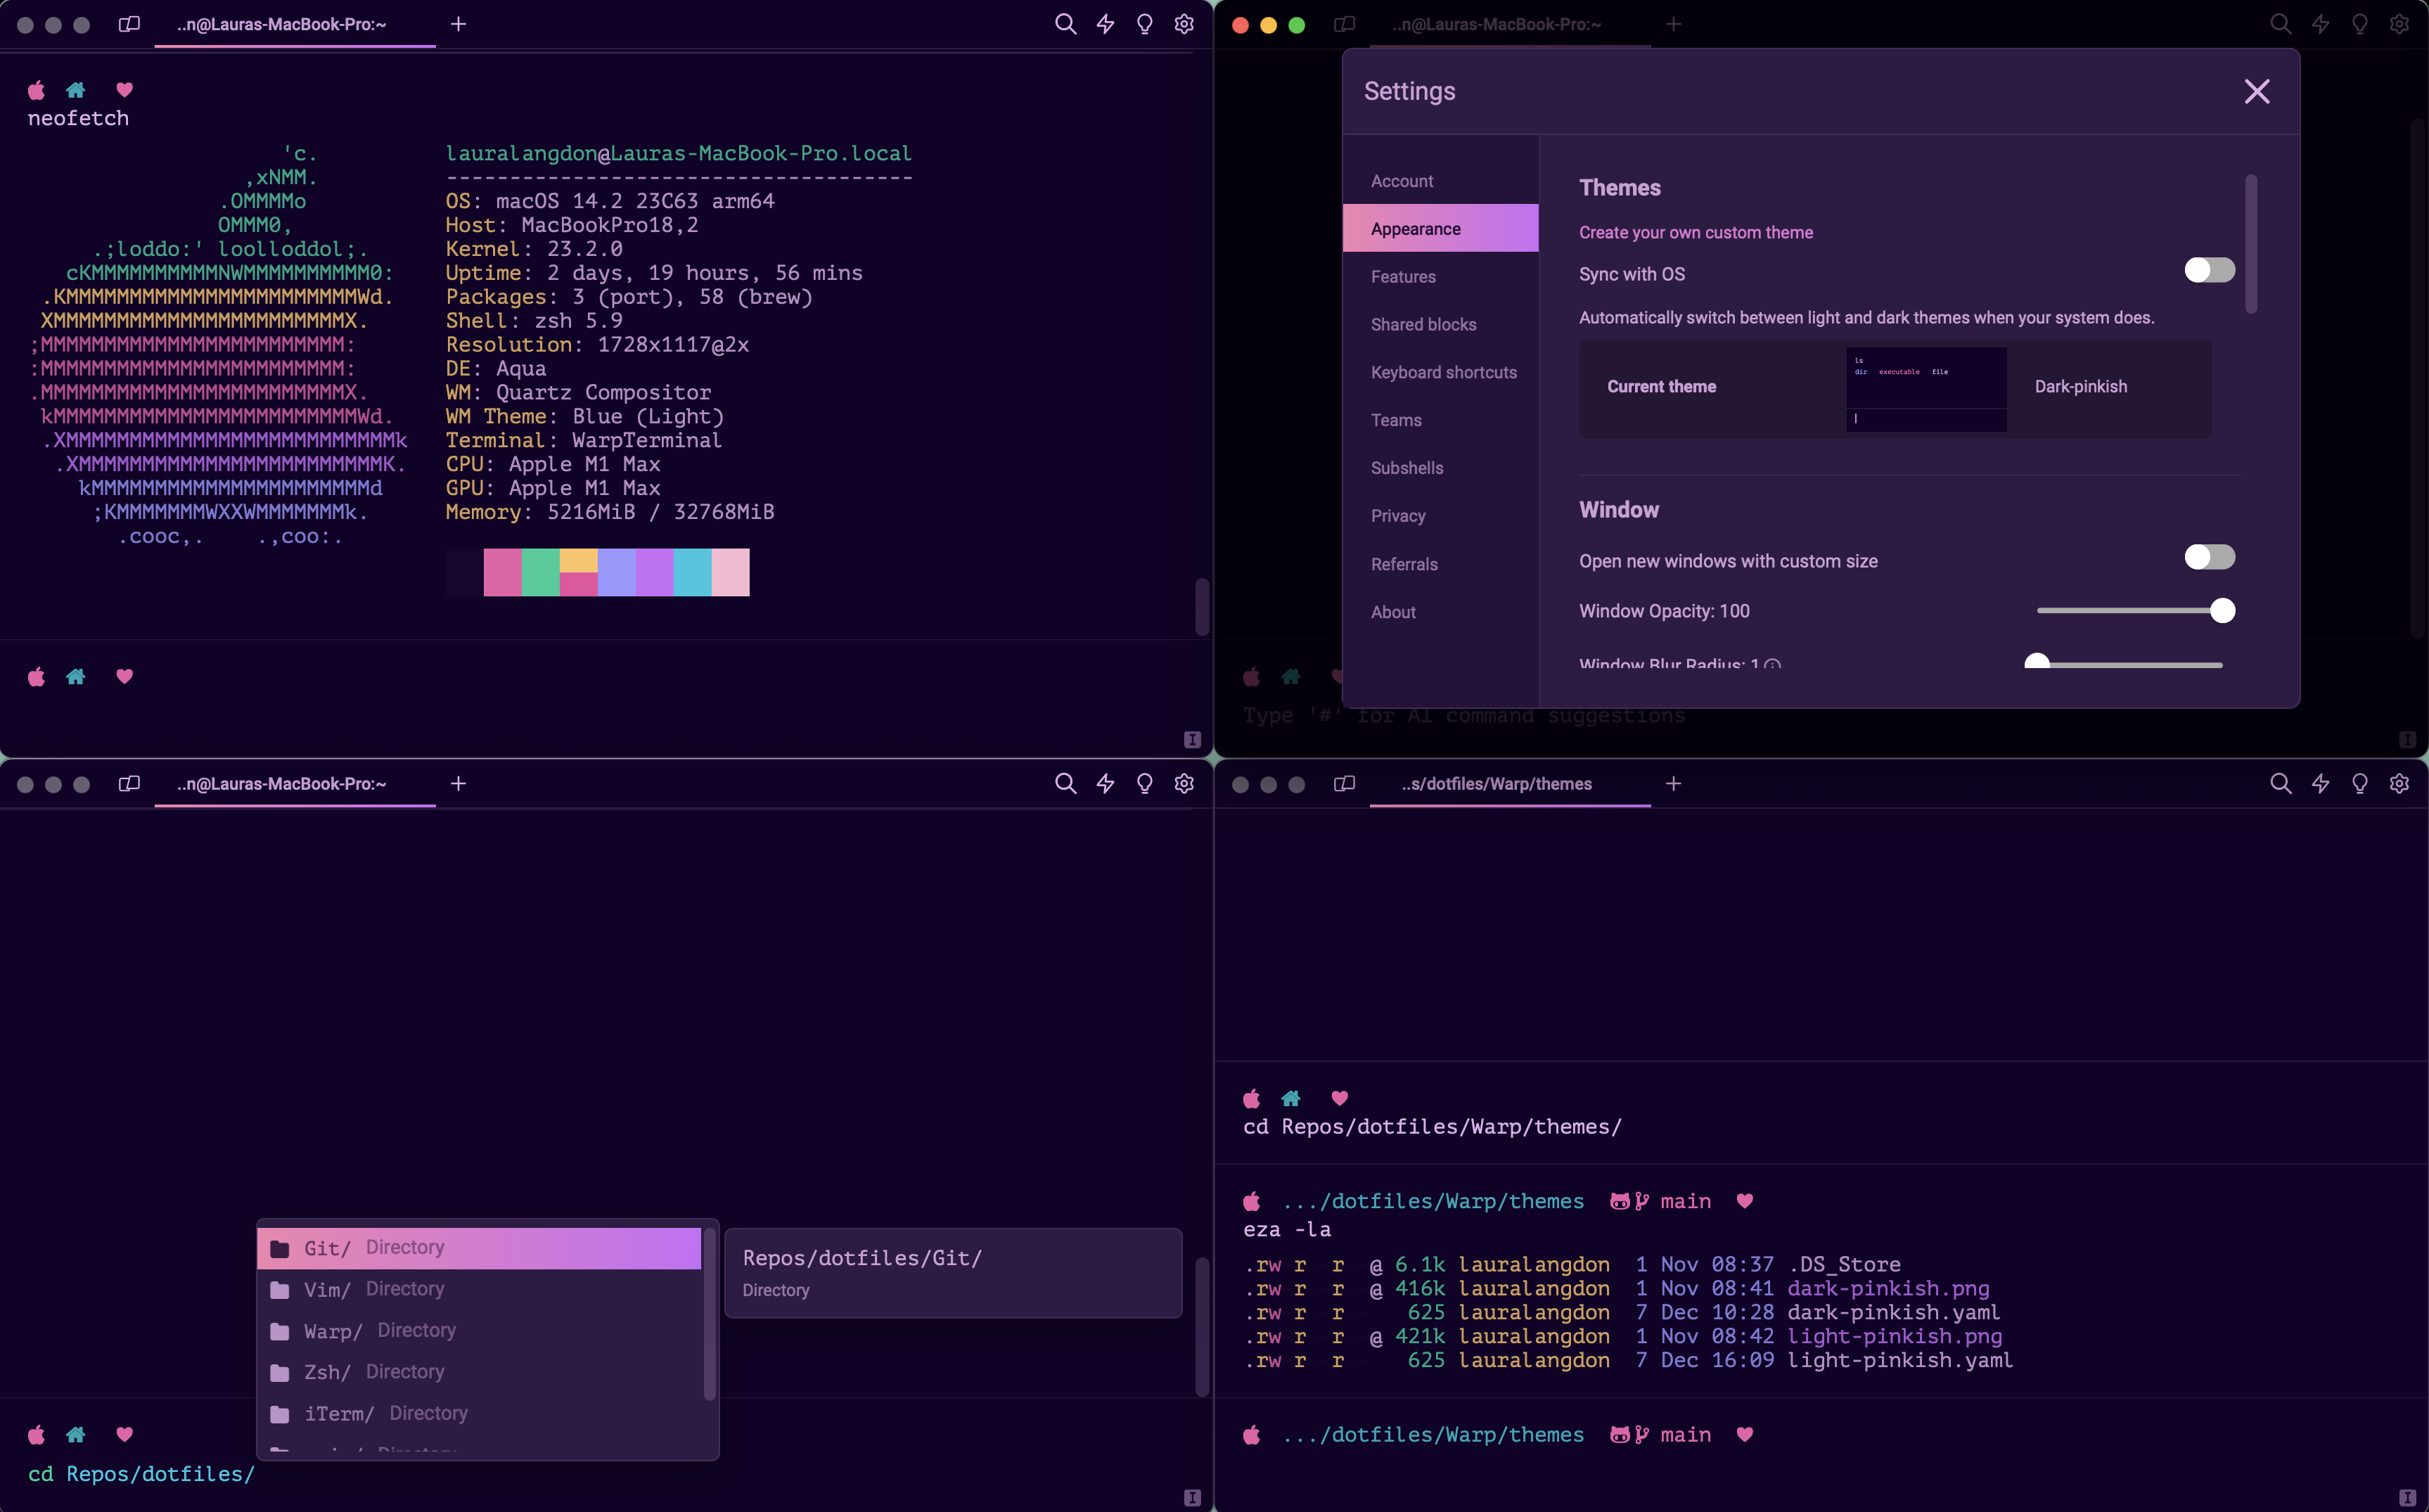 ..n@Lauras-MacBook-Pro:~
neofetch
'c.
,xNMM.
.OMMMMo
OMMM0,
.;loddo:' loolloddol;.
cKMMMMMMMMMMNWMMMMMMMMMM0:
.KMMMMMMMMMMMMMMMMMMMMMMMWd.
XMMMMMMMMMMMMMMMMMMMMMMMX.
;MMMMMMMMMMMMMMMMMMMMMMMM:
:MMMMMMMMMMMMMMMMMMMMMMMM:
.MMMMMMMMMMMMMMMMMMMMMMMMX.
kMMMMMMMMMMMMMMMMMMMMMMMMWd.
.XMMMMMMMMMMMMMMMMMMMMMMMMMMk
.XMMMMMMMMMMMMMMMMMMMMMMMMK.
kMMMMMMMMMMMMMMMMMMMMMMd
;KMMMMMMMWXXWMMMMMMMk.
.cooc,.    .,coo:.
lauralangdon@Lauras-MacBook-Pro.local
-------------------------------------
OS: macOS 14.2 23C63 arm64
Host: MacBookPro18,2
Kernel: 23.2.0
Uptime: 2 days, 19 hours, 56 mins
Packages: 3 (port), 58 (brew)
Shell: zsh 5.9
Resolution: 1728x1117@2x
DE: Aqua
WM: Quartz Compositor
WM Theme: Blue (Light)
Terminal: WarpTerminal
CPU: Apple M1 Max
GPU: Apple M1 Max
Memory: 5216MiB / 32768MiB
..n@Lauras-MacBook-Pro:~
Settings
Account
Appearance
Features
Shared blocks
Keyboard shortcuts
Teams
Subshells
Privacy
Referrals
About
Themes
Create your own custom theme
Sync with OS
Automatically switch between light and dark themes when your system does.
Current theme
ls
dir executable file
Dark-pinkish
Window
Open new windows with custom size
Window Opacity: 100
Window Blur Radius: 1
Type '#' for AI command suggestions
..n@Lauras-MacBook-Pro:~
Git/ Directory
Vim/ Directory
Warp/ Directory
Zsh/ Directory
iTerm/ Directory
Directory
Repos/dotfiles/Git/
Directory
cd Repos/dotfiles/
..s/dotfiles/Warp/themes
cd Repos/dotfiles/Warp/themes/
.../dotfiles/Warp/themes main
eza -la
.rw r  r  @ 6.1k lauralangdon  1 Nov 08:37 .DS_Store
.rw r  r  @ 416k lauralangdon  1 Nov 08:41 dark-pinkish.png
.rw r  r     625 lauralangdon  7 Dec 10:28 dark-pinkish.yaml
.rw r  r  @ 421k lauralangdon  1 Nov 08:42 light-pinkish.png
.rw r  r     625 lauralangdon  7 Dec 16:09 light-pinkish.yaml
.../dotfiles/Warp/themes main